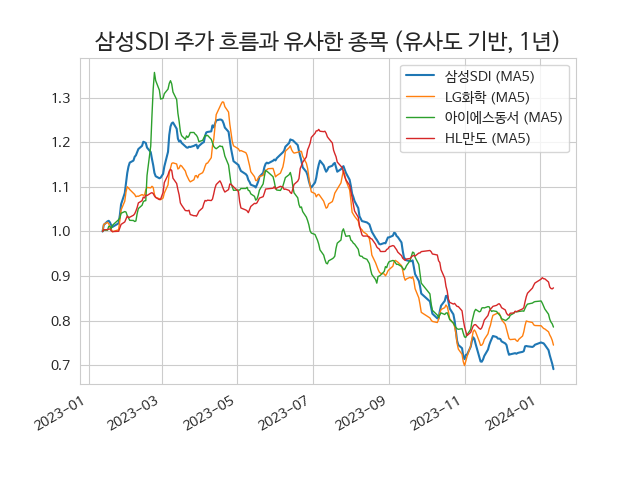 삼성SDI 주가 흐름과 유사한 종목 (유사도 기반, 1년)
삼성SDI (MA5)
LG화학 (MA5)
아이에스동서 (MA5)
HL만도 (MA5)
1.3
1.2
1.1
1.0
0.9
0.8
0.7
2023-01
2023-03
2023-05
2023-07
2023-09
2023-11
2024-01